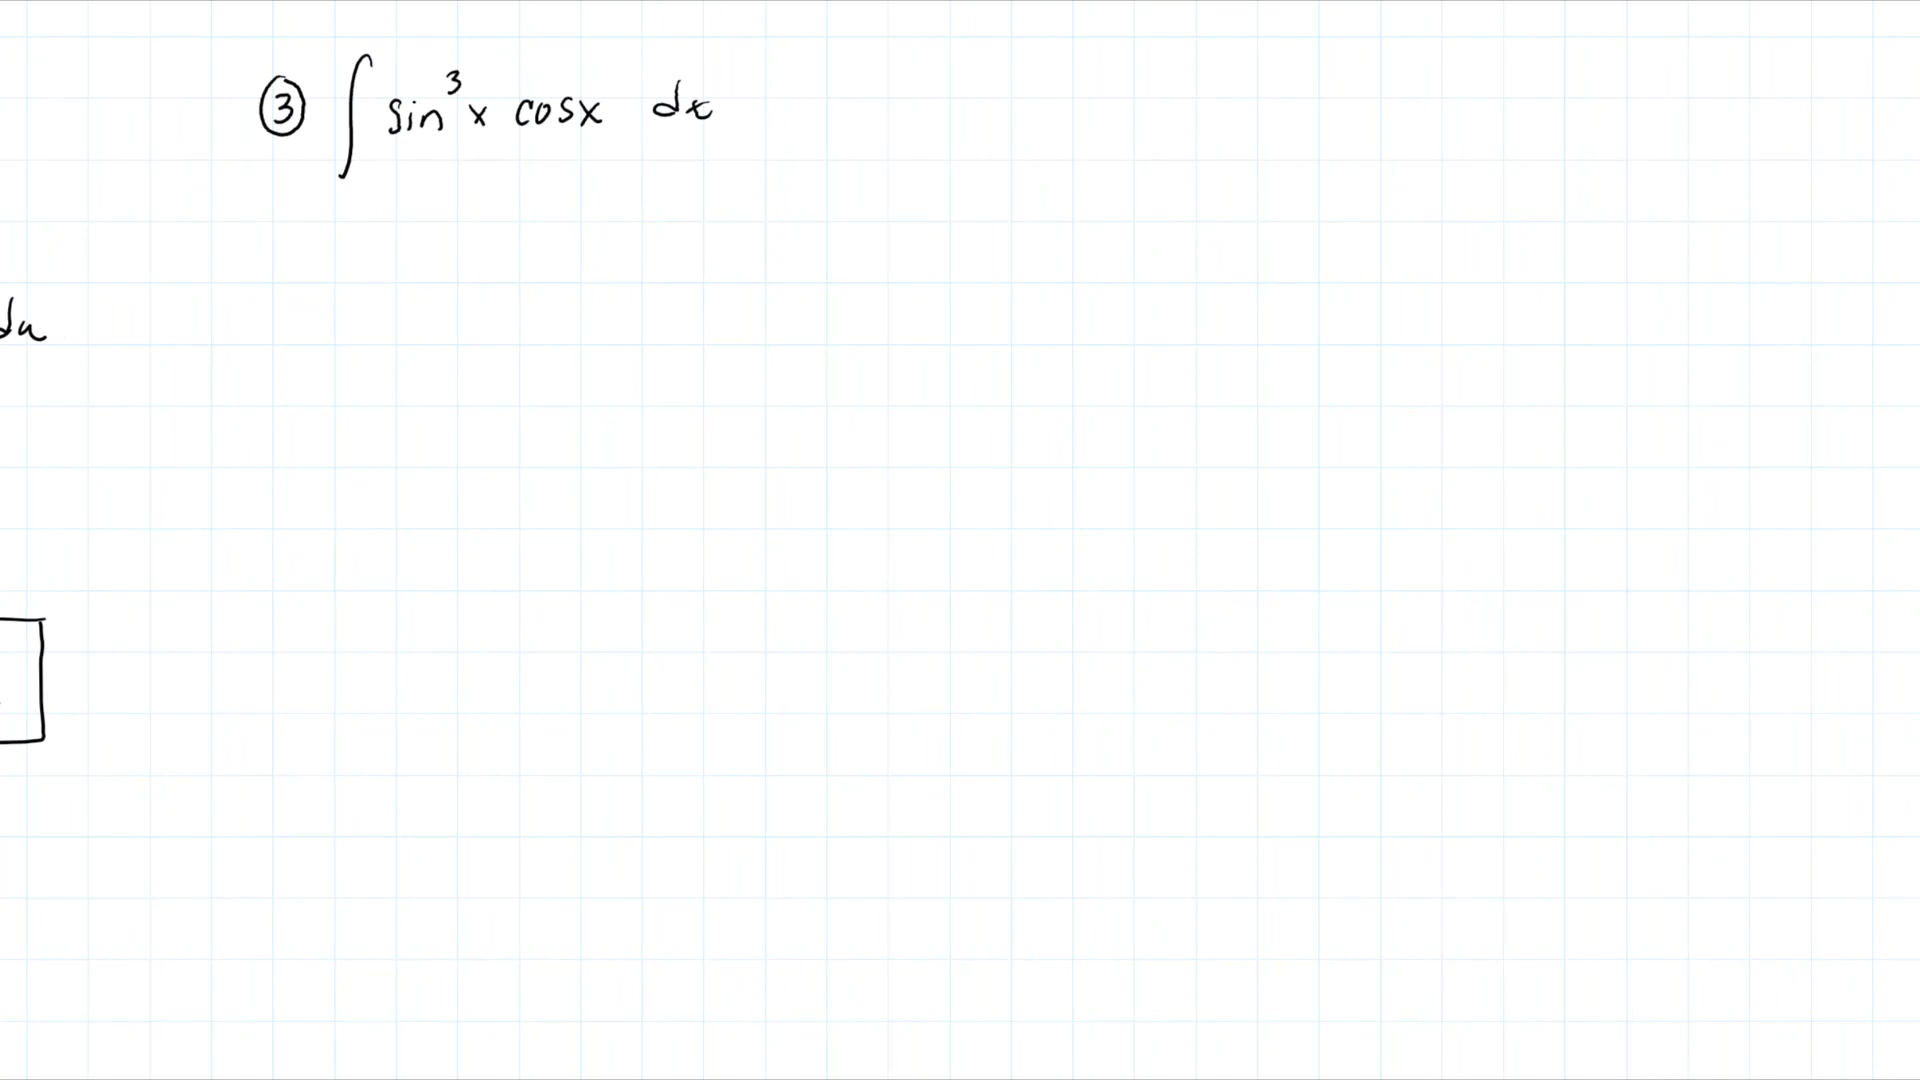 ③ ∫ sin³x cosx dx
du